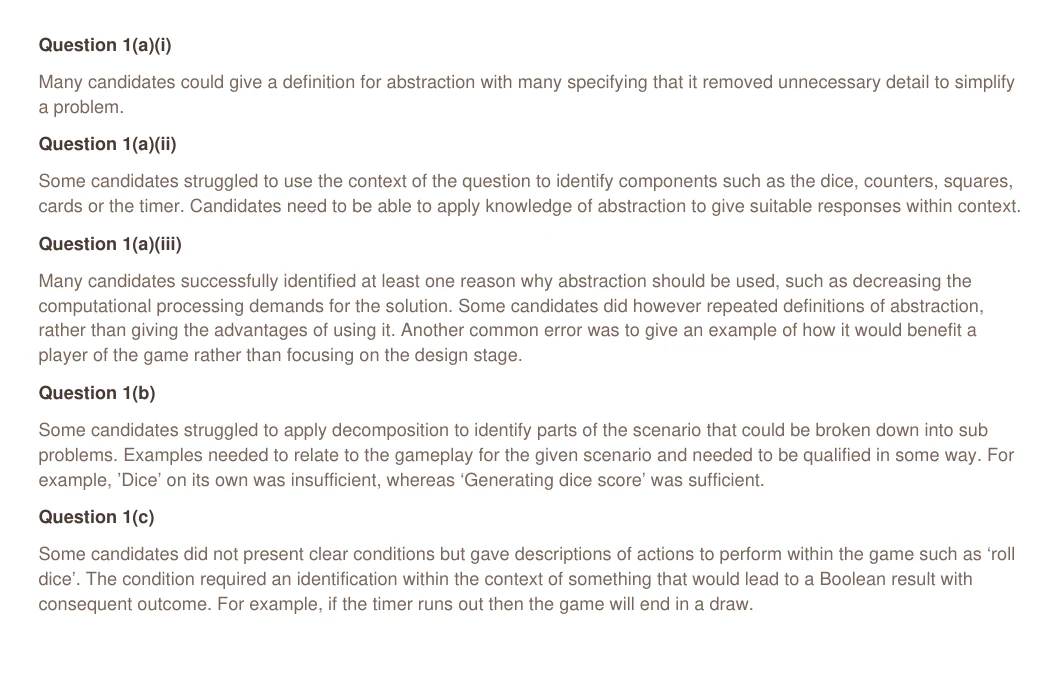 Question 1(a)(i)
Many candidates could give a definition for abstraction with many specifying that it removed unnecessary detail to simplify
a problem.
Question 1(a)(ii)
Some candidates struggled to use the context of the question to identify components such as the dice, counters, squares,
cards or the timer. Candidates need to be able to apply knowledge of abstraction to give suitable responses within context.
Question 1(a)(iii)
Many candidates successfully identified at least one reason why abstraction should be used, such as decreasing the
computational processing demands for the solution. Some candidates did however repeated definitions of abstraction,
rather than giving the advantages of using it. Another common error was to give an example of how it would benefit a
player of the game rather than focusing on the design stage.
Question 1(b)
Some candidates struggled to apply decomposition to identify parts of the scenario that could be broken down into sub
problems. Examples needed to relate to the gameplay for the given scenario and needed to be qualified in some way. For
example, ’Dice’ on its own was insufficient, whereas ‘Generating dice score’ was sufficient.
Question 1(c)
Some candidates did not present clear conditions but gave descriptions of actions to perform within the game such as ‘roll
dice’. The condition required an identification within the context of something that would lead to a Boolean result with
consequent outcome. For example, if the timer runs out then the game will end in a draw.